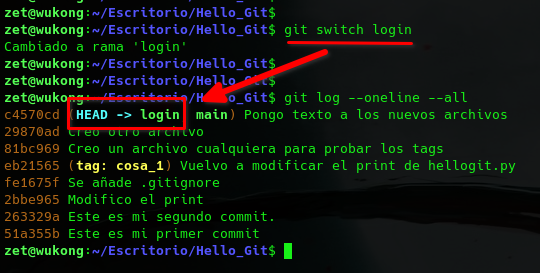 zet@wukong:~/Escritorio/Hello_Git$
zet@wukong:~/Escritorio/Hello_Git$ git switch login
Cambiado a rama 'login'
zet@wukong:~/Escritorio/Hello_Git$
zet@wukong:~/Escritorio/Hello_Git$
zet@wukong:~/Escritorio/Hello_Git$ git log --oneline --all
c4570cd (HEAD -> login, main) Pongo texto a los nuevos archivos
29870ad Creo otro archivo
81bc969 Creo un archivo cualquiera para probar los tags
eb21565 (tag: cosa_1) Vuelvo a modificar el print de hellogit.py
fe1675f Se añade .gitignore
2bbe965 Modifico el print
263329a Este es mi segundo commit.
51a355b Este es mi primer commit
zet@wukong:~/Escritorio/Hello_Git$